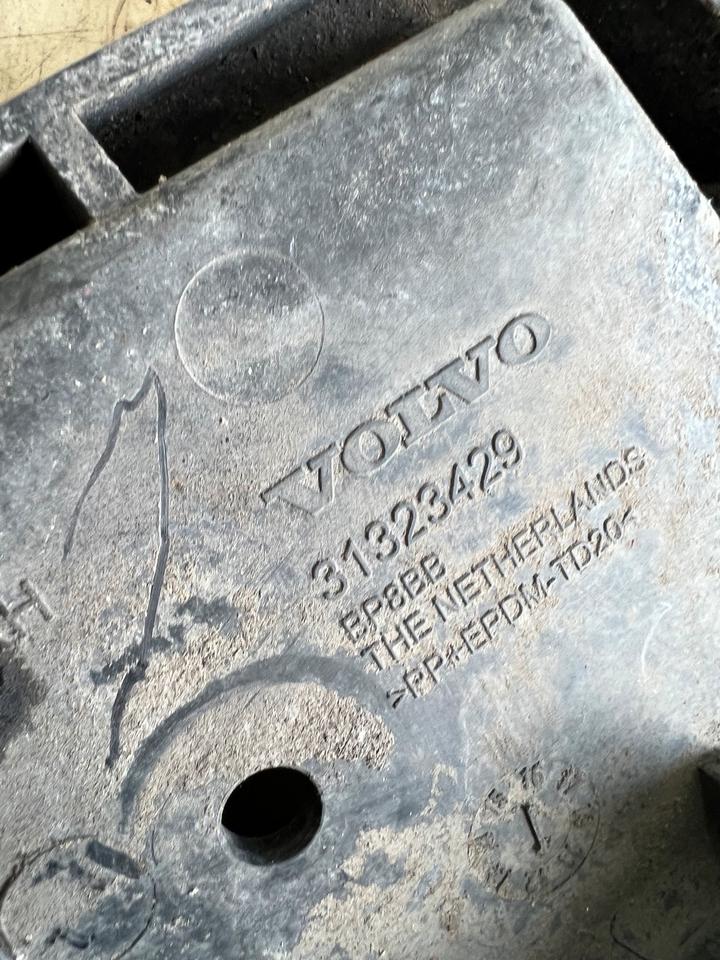 VOLVO
31323429
BP8BB
THE NETHERLANDS
>PP+EPDM-TD20<